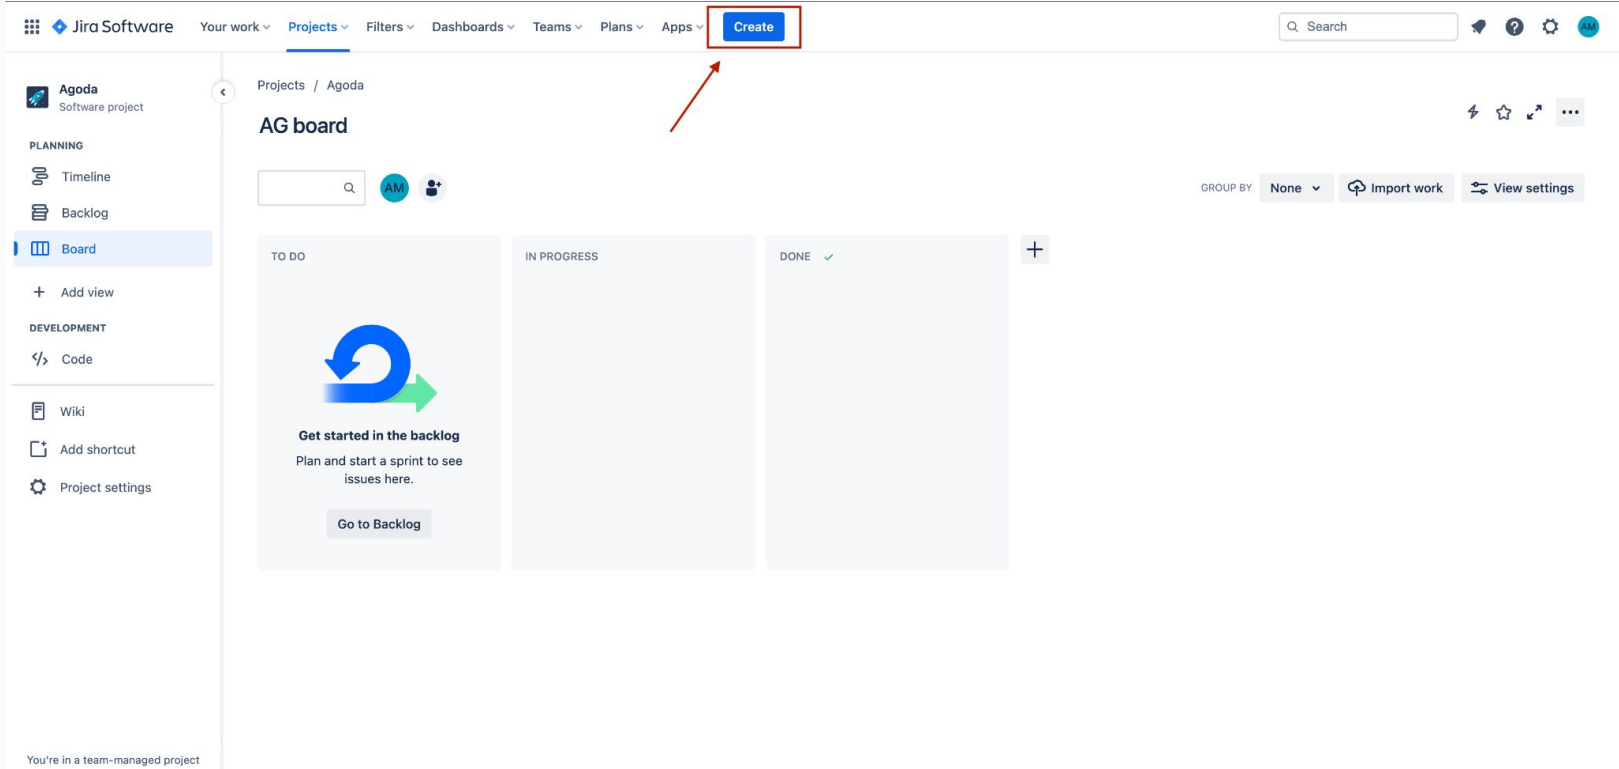 Jira Software Your work Projects Filters Dashboards Teams Plans Apps Create Search AM
Agoda
Software project
PLANNING
Timeline
Backlog
Board
Add view
DEVELOPMENT
Code
Wiki
Add shortcut
Project settings
You're in a team-managed project
Projects / Agoda
AG board
AM
GROUP BY None Import work View settings
TO DO
Get started in the backlog
Plan and start a sprint to see
issues here.
Go to Backlog
IN PROGRESS
DONE